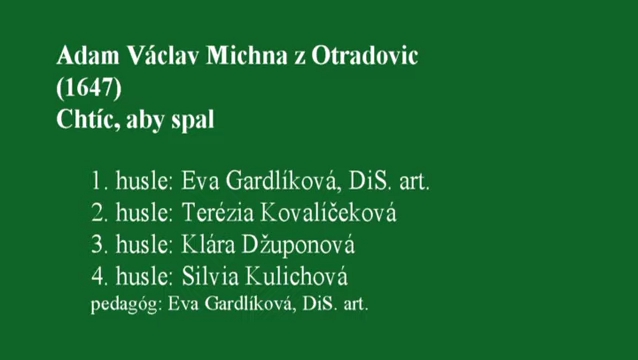 Adam Václav Michna z Otradovic
(1647)
Chtíc, aby spal
1. husle: Eva Gardlíková, DiS. art.
2. husle: Terézia Kovalíčeková
3. husle: Klára Džuponová
4. husle: Silvia Kulichová
pedagóg: Eva Gardlíková, DiS. art.